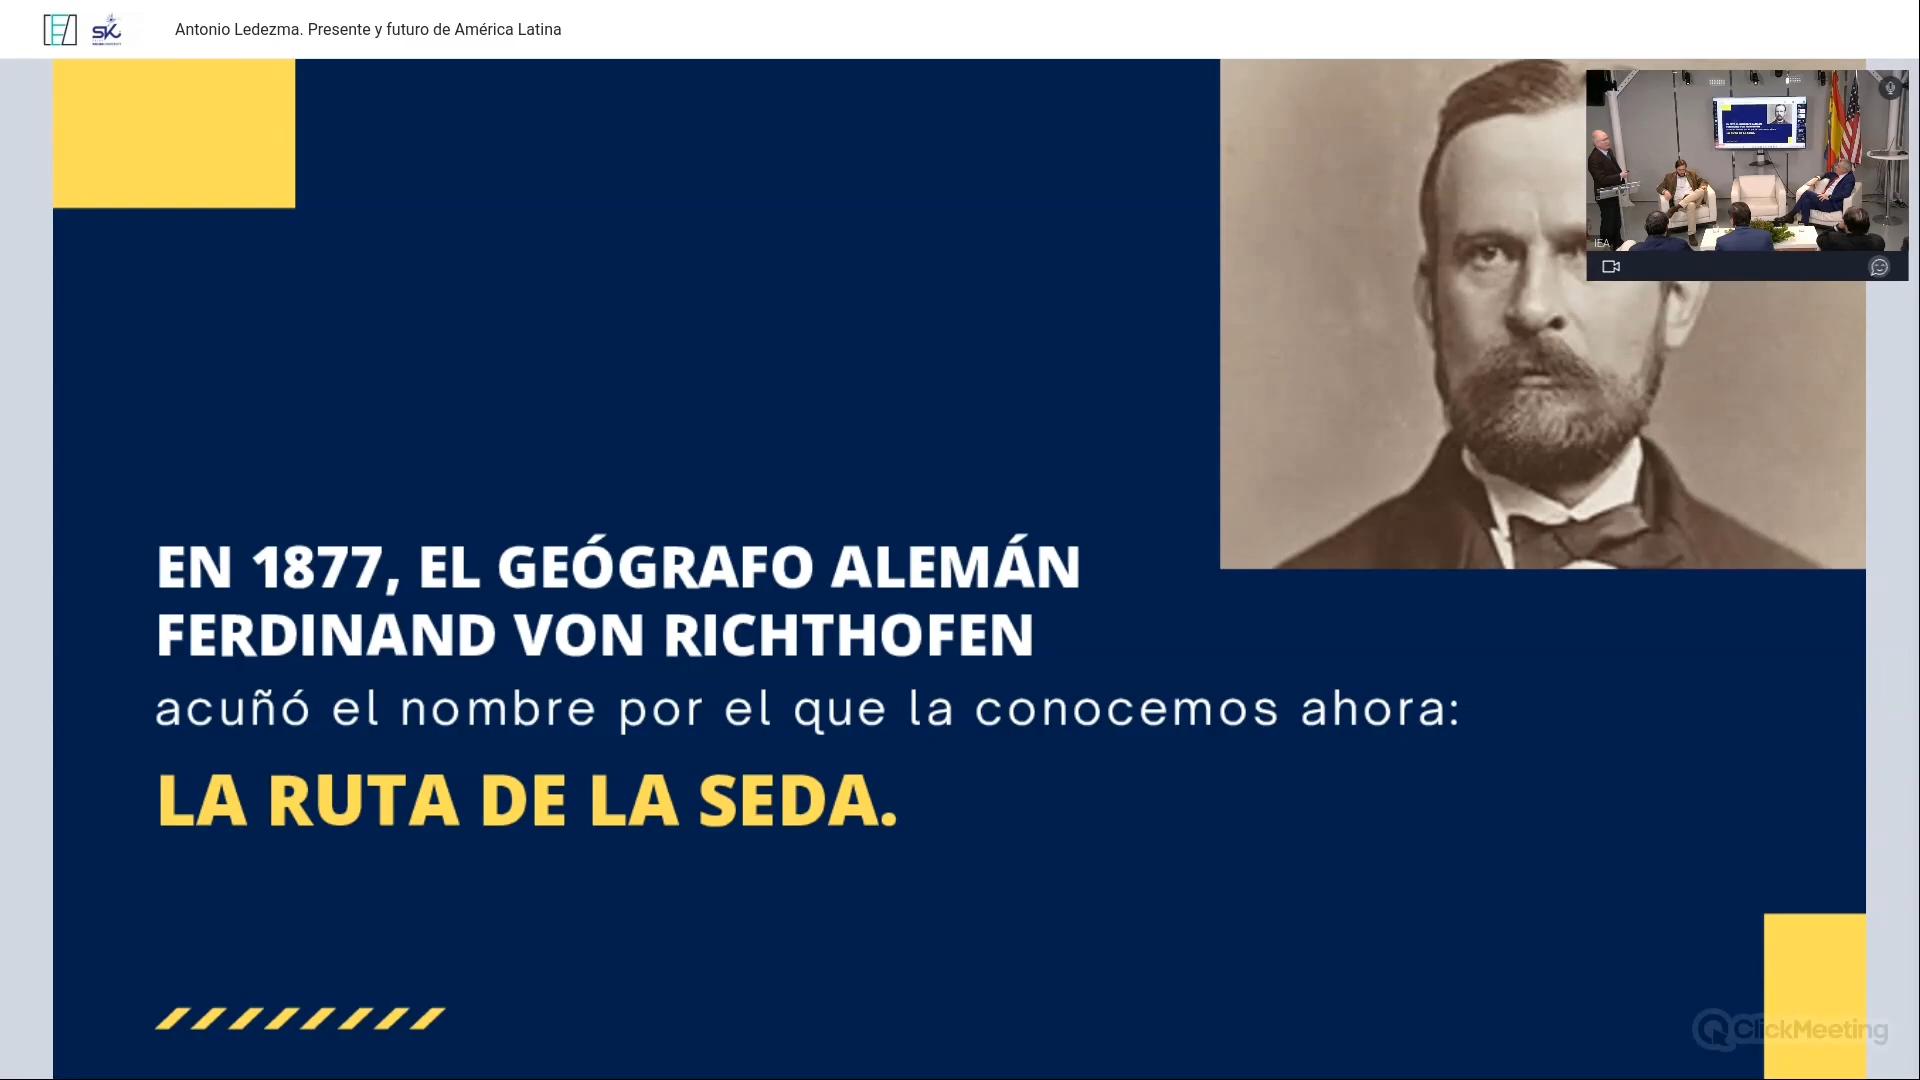 SK
Antonio Ledezma. Presente y futuro de América Latina
IEA
EN 1877, EL GEÓGRAFO ALEMÁN
FERDINAND VON RICHTHOFEN
acuñó el nombre por el que la conocemos ahora:
LA RUTA DE LA SEDA.
ClickMeeting